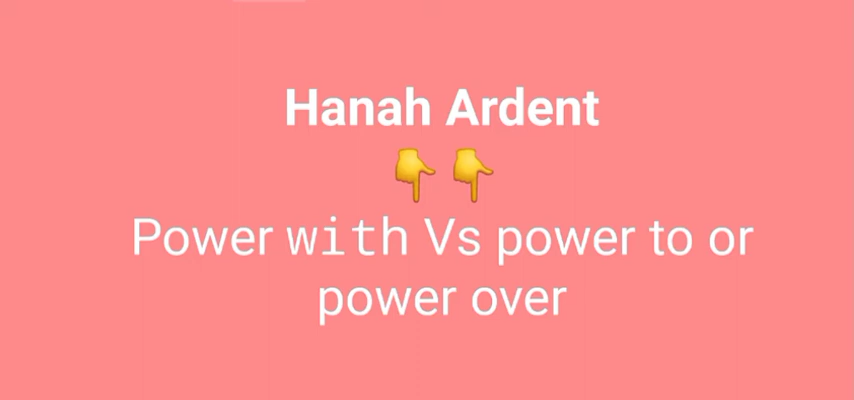 Hanah Ardent
👇👇
Power with Vs power to or
power over